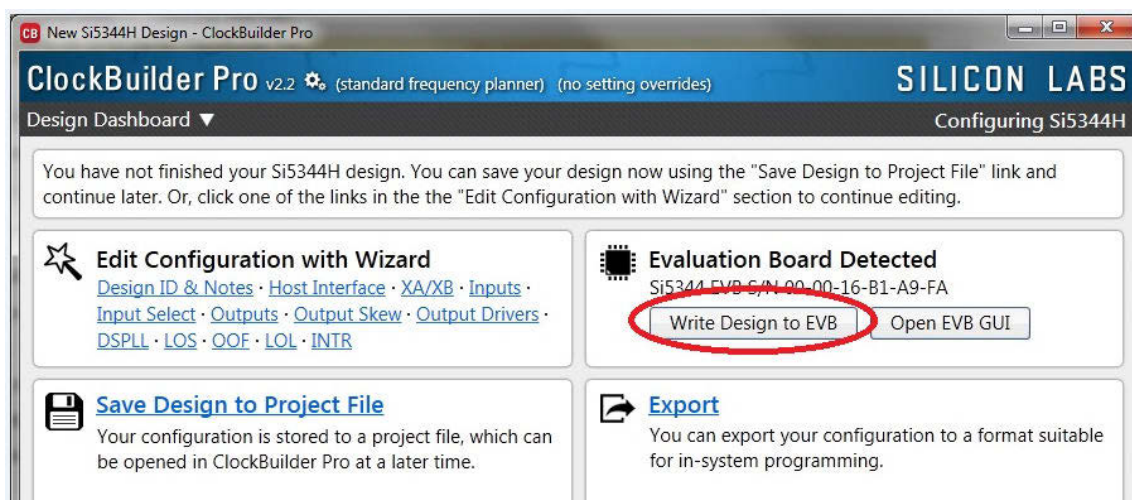 CB New Si5344H Design - ClockBuilder Pro
ClockBuilder Pro v2.2 (standard frequency planner) (no setting overrides) SILICON LABS
Design Dashboard ▼ Configuring Si5344H
You have not finished your Si5344H design. You can save your design now using the "Save Design to Project File" link and
continue later. Or, click one of the links in the the "Edit Configuration with Wizard" section to continue editing.
Edit Configuration with Wizard
Design ID & Notes · Host Interface · XA/XB · Inputs ·
Input Select · Outputs · Output Skew · Output Drivers ·
DSPLL · LOS · OOF · LOL · INTR
Evaluation Board Detected
Si5344 EVB S/N 00-00-16-B1-A9-FA
Write Design to EVB Open EVB GUI
Save Design to Project File
Your configuration is stored to a project file, which can
be opened in ClockBuilder Pro at a later time.
Export
You can export your configuration to a format suitable
for in-system programming.